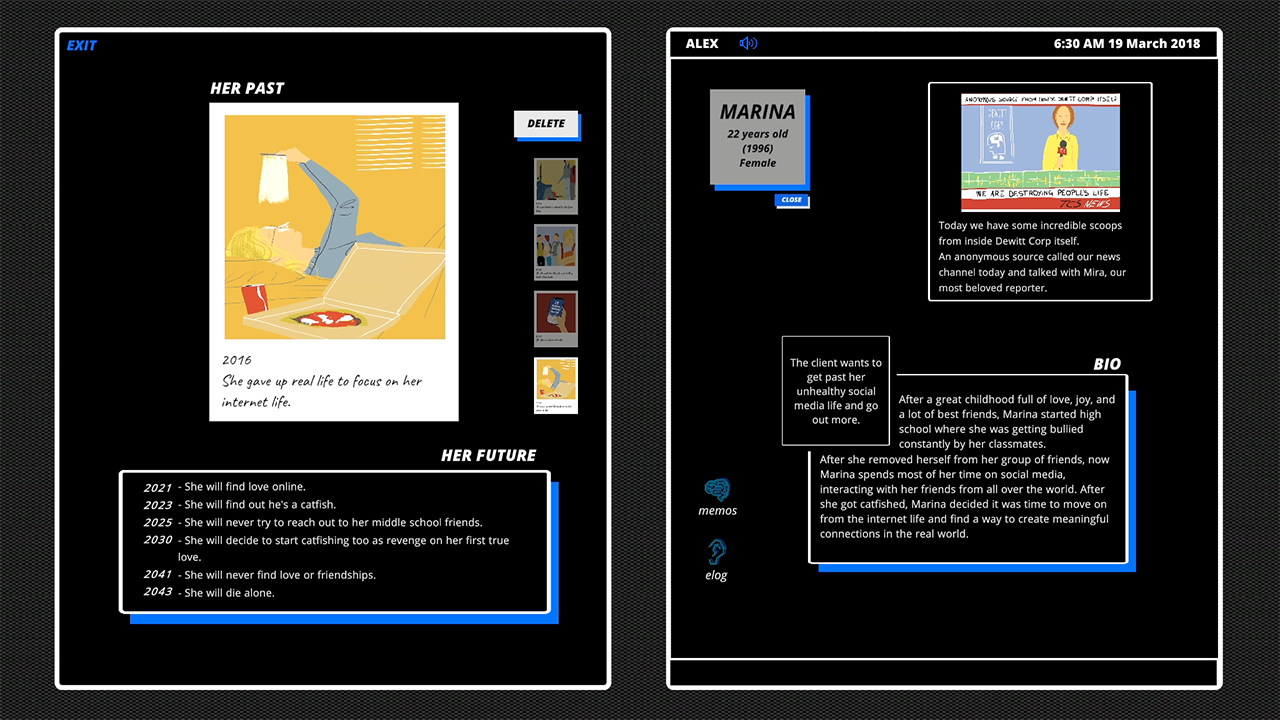 EXIT
HER PAST
DELETE
2016
She gave up real life to focus on her
internet life.
HER FUTURE
2021 - She will find love online.
2023 - She will find out he's a catfish.
2025 - She will never try to reach out to her middle school friends.
2030 - She will decide to start catfishing too as revenge on her first true
love.
2041 - She will never find love or friendships.
2043 - She will die alone.
ALEX
6:30 AM 19 March 2018
MARINA
22 years old
(1996)
Female
CLOSE
ANONYMOUS SOURCE FROM INSIDE DEWITT CORP ITSELF
DEWITT
CORP
WE ARE DESTROYING PEOPLE'S LIFE
TCS NEWS
Today we have some incredible scoops
from inside Dewitt Corp itself.
An anonymous source called our news
channel today and talked with Mira, our
most beloved reporter.
The client wants to
get past her
unhealthy social
media life and go
out more.
BIO
After a great childhood full of love, joy, and
a lot of best friends, Marina started high
school where she was getting bullied
constantly by her classmates.
After she removed herself from her group of friends, now
Marina spends most of her time on social media,
interacting with her friends from all over the world. After
she got catfished, Marina decided it was time to move on
from the internet life and find a way to create meaningful
connections in the real world.
memos
elog